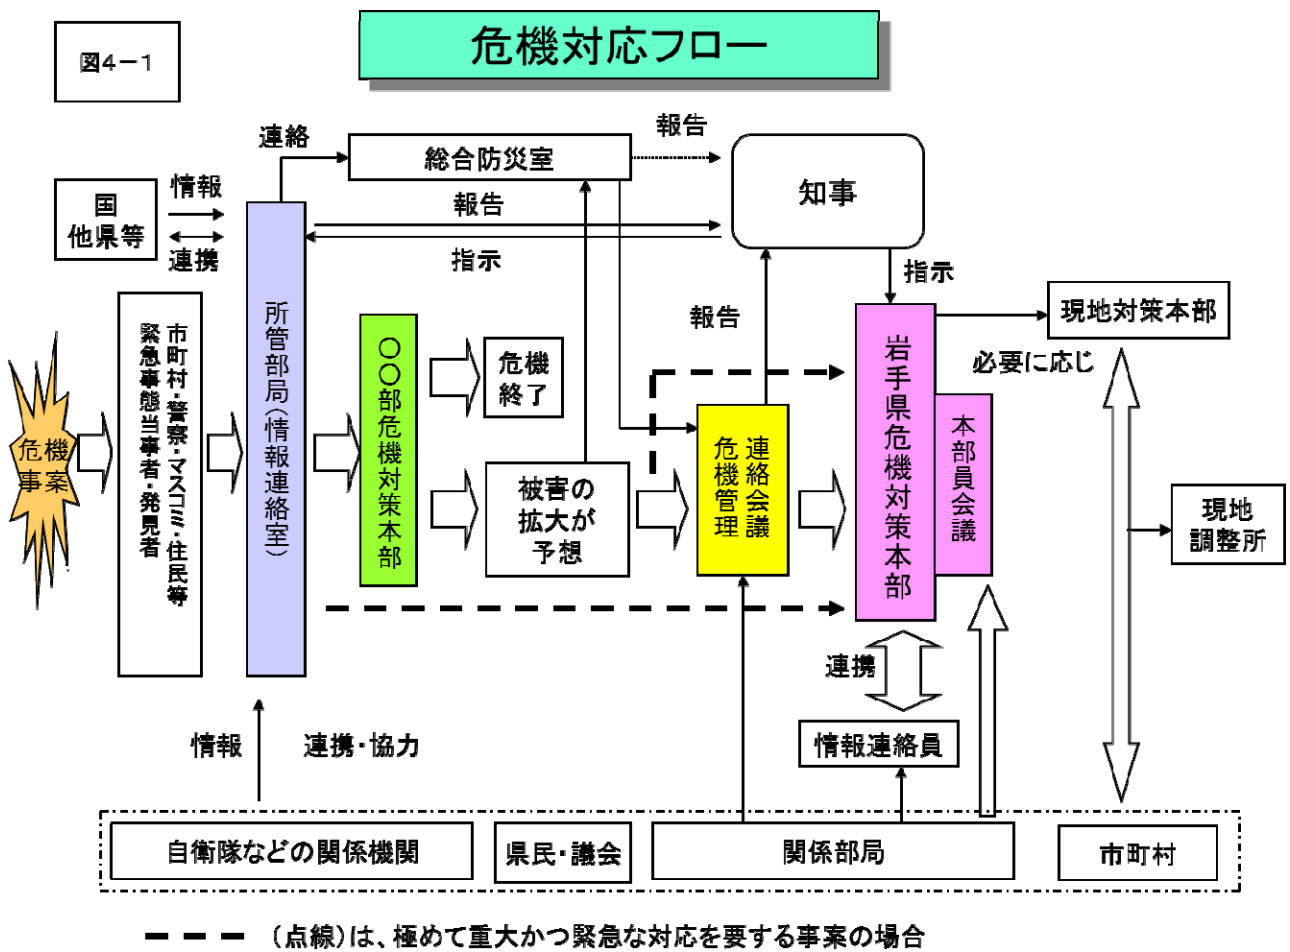 図4－1
危機対応フロー
連絡
総合防災室
報告
知事
国
他県等
情報
連携
報告
指示
指示
報告
危機
事案
市町村・警察・マスコミ・住民等
緊急事態当事者・発見者
所管部局(情報連絡室)
〇〇部危機対策本部
危機
終了
被害の
拡大が
予想
連絡会議
危機管理
岩手県危機対策本部
本部員会議
現地対策本部
必要に応じ
現地
調整所
連携
情報連絡員
情報
連携・協力
自衛隊などの関係機関
県民・議会
関係部局
市町村
(点線)は、極めて重大かつ緊急な対応を要する事案の場合